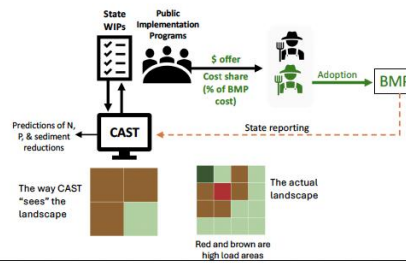 State
WIPs
Public
Implementation
Programs
$ offer
Cost share
(% of BMP
cost)
Adoption
BMP
Predictions of N,
P, & sediment
reductions
CAST
State reporting
The way CAST
"sees" the
landscape
The actual
landscape
Red and brown are
high load areas